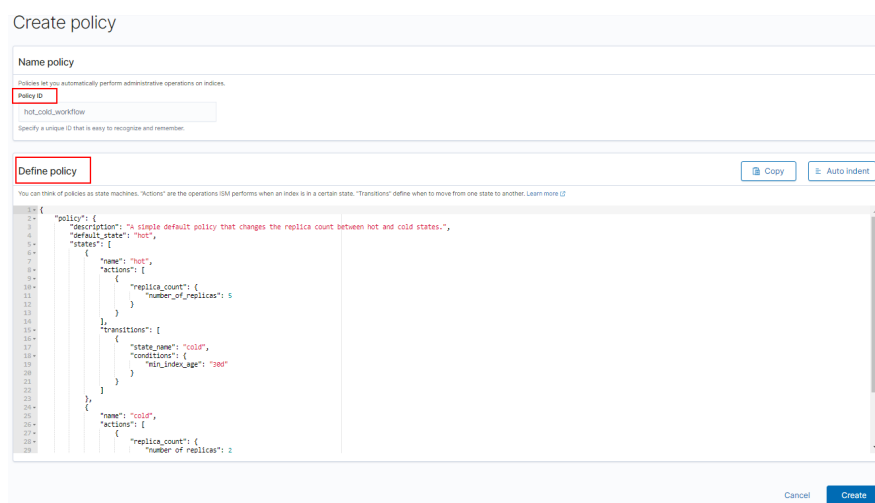 Create policy
Name policy
Policies let you automatically perform administrative operations on indices.
Policy ID
hot_cold_workflow
Specify a unique ID that is easy to recognize and remember.
Define policy
Copy
Auto indent
You can think of policies as state machines. "Actions" are the operations ISM performs when an index is in a certain state. "Transitions" define when to move from one state to another. Learn more
1 {
2 "policy": {
3 "description": "A simple default policy that changes the replica count between hot and cold states.",
4 "default_state": "hot",
5 "states": [
6 {
7 "name": "hot",
8 "actions": [
9 {
10 "replica_count": {
11 "number_of_replicas": 5
12 }
13 }
14 ],
15 "transitions": [
16 {
17 "state_name": "cold",
18 "conditions": {
19 "min_index_age": "30d"
20 }
21 }
22 ]
23 },
24 {
25 "name": "cold",
26 "actions": [
27 {
28 "replica_count": {
29 "number_of_replicas": 2
Cancel
Create